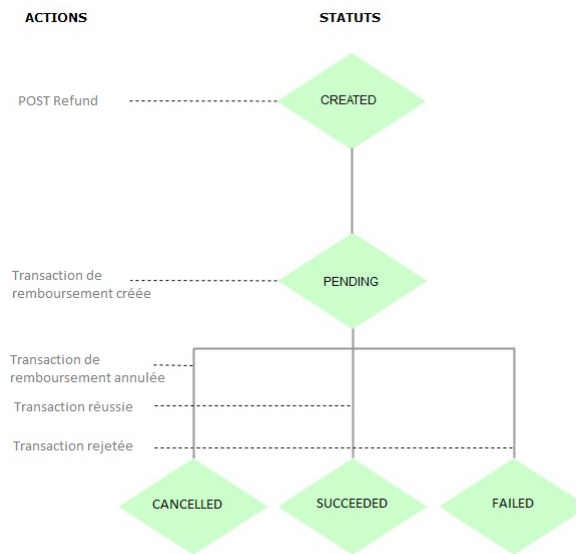 ACTIONS
STATUTS
POST Refund
CREATED
Transaction de
remboursement créée
PENDING
Transaction de
remboursement annulée
Transaction réussie
Transaction rejetée
CANCELLED
SUCCEEDED
FAILED